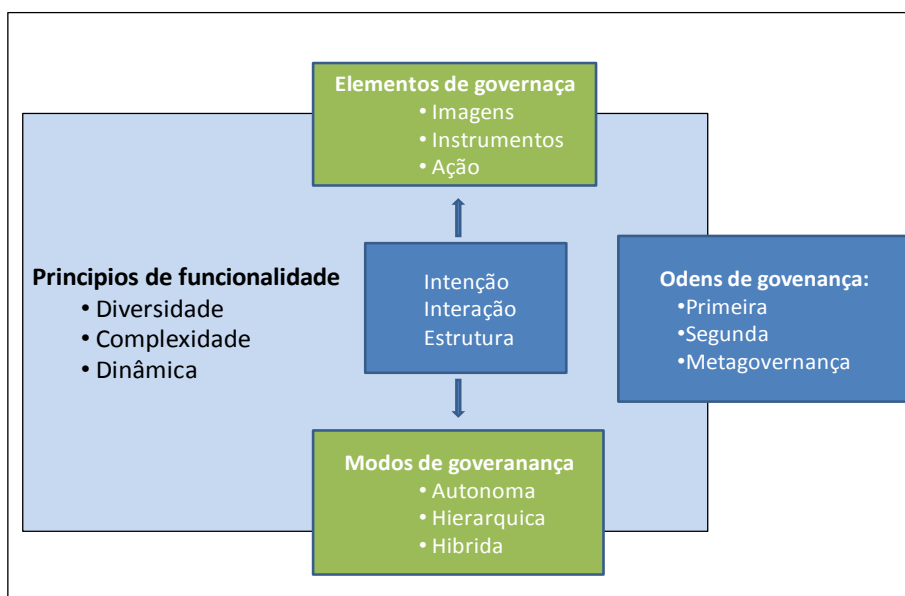 Elementos de governaça
• Imagens
• Instrumentos
• Ação
Principios de funcionalidade
• Diversidade
• Complexidade
• Dinâmica
Intenção
Interação
Estrutura
Odens de govenança:
•Primeira
•Segunda
•Metagovernança
Modos de goveranança
• Autonoma
• Hierarquica
• Hibrida